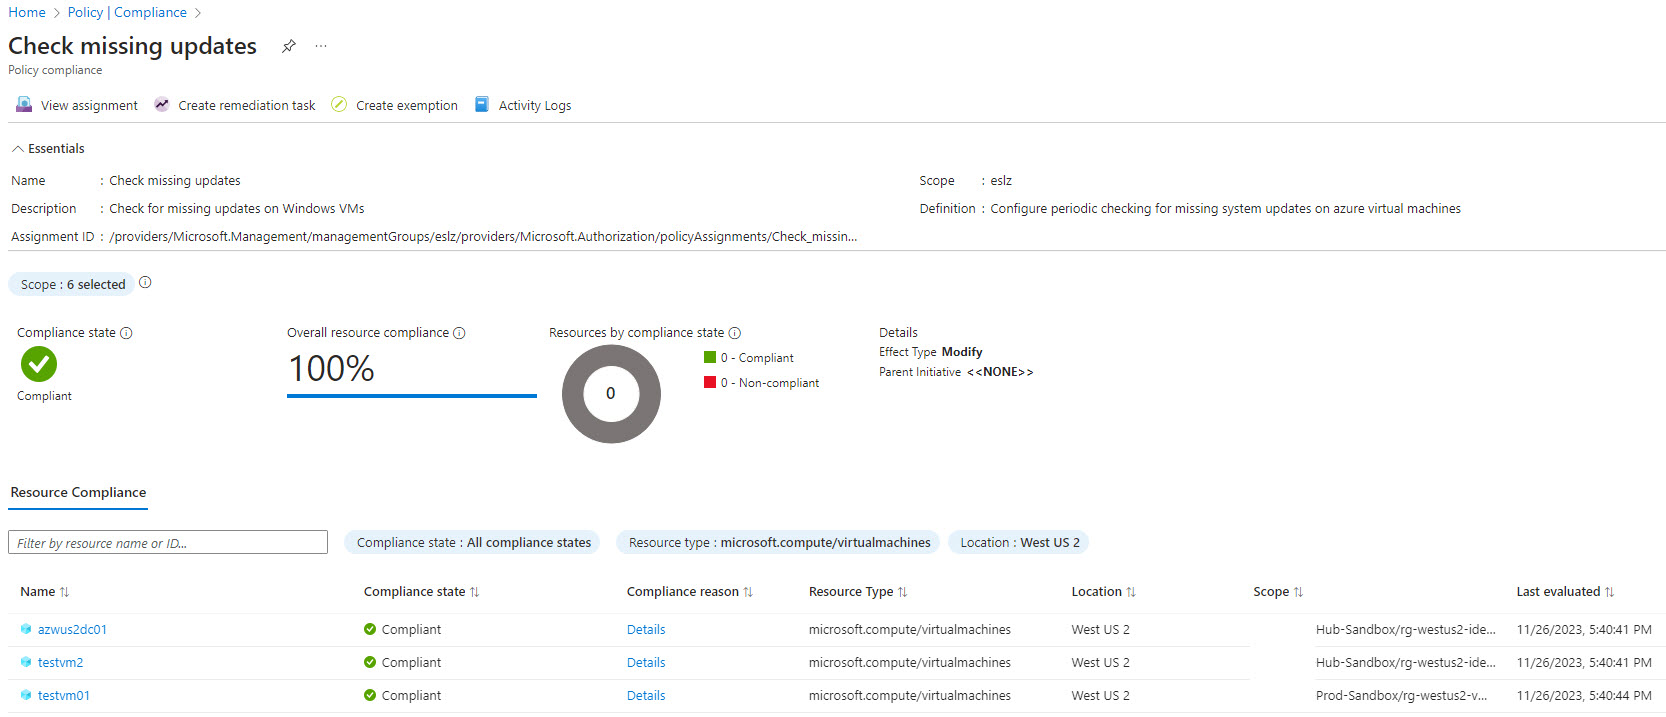 Home > Policy | Compliance >
Check missing updates ...
Policy compliance
View assignment Create remediation task Create exemption Activity Logs
Essentials
Name : Check missing updates Scope : eslz
Description : Check for missing updates on Windows VMs Definition : Configure periodic checking for missing system updates on azure virtual machines
Assignment ID : /providers/Microsoft.Management/managementGroups/eslz/providers/Microsoft.Authorization/policyAssignments/Check_missin...
Scope : 6 selected
Compliance state Overall resource compliance Resources by compliance state Details
100% 0 - Compliant Effect Type Modify
Compliant 0 0 - Non-compliant Parent Initiative <<NONE>>
Resource Compliance
Filter by resource name or ID... Compliance state : All compliance states Resource type : microsoft.compute/virtualmachines Location : West US 2
Name Compliance state Compliance reason Resource Type Location Scope Last evaluated
azwus2dc01 Compliant Details microsoft.compute/virtualmachines West US 2 Hub-Sandbox/rg-westus2-ide... 11/26/2023, 5:40:41 PM
testvm2 Compliant Details microsoft.compute/virtualmachines West US 2 Hub-Sandbox/rg-westus2-ide... 11/26/2023, 5:40:41 PM
testvm01 Compliant Details microsoft.compute/virtualmachines West US 2 Prod-Sandbox/rg-westus2-v... 11/26/2023, 5:40:44 PM